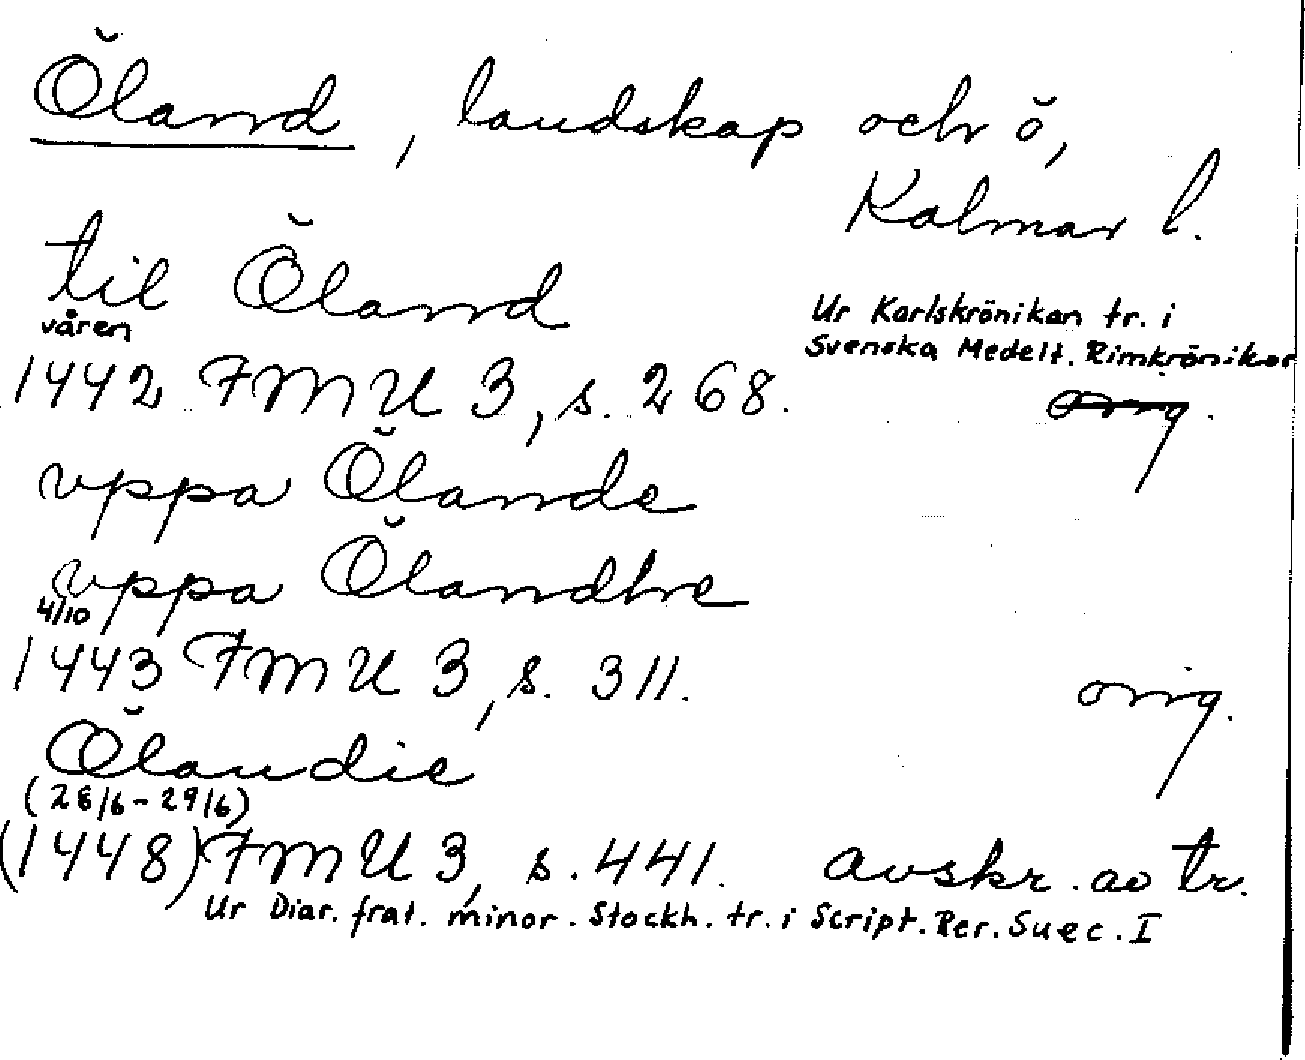 Öland, landskap och ö,
Kalmar l.
til Öland
våren
Ur Karlskrönikan tr. i
Svenska Medelt. Rimkrönikor
1442 FMU 3, s. 268. orig.
vppa Ölande
vppa Ölandhe
4/10
1443 FMU 3, s. 311. orig.
Ölandie
(28/6-29/6)
(1448) FMU 3, s. 441. avskr. av tr.
Ur Diar. frat. minor. Stockh. tr. i Script. Rer. Suec. I